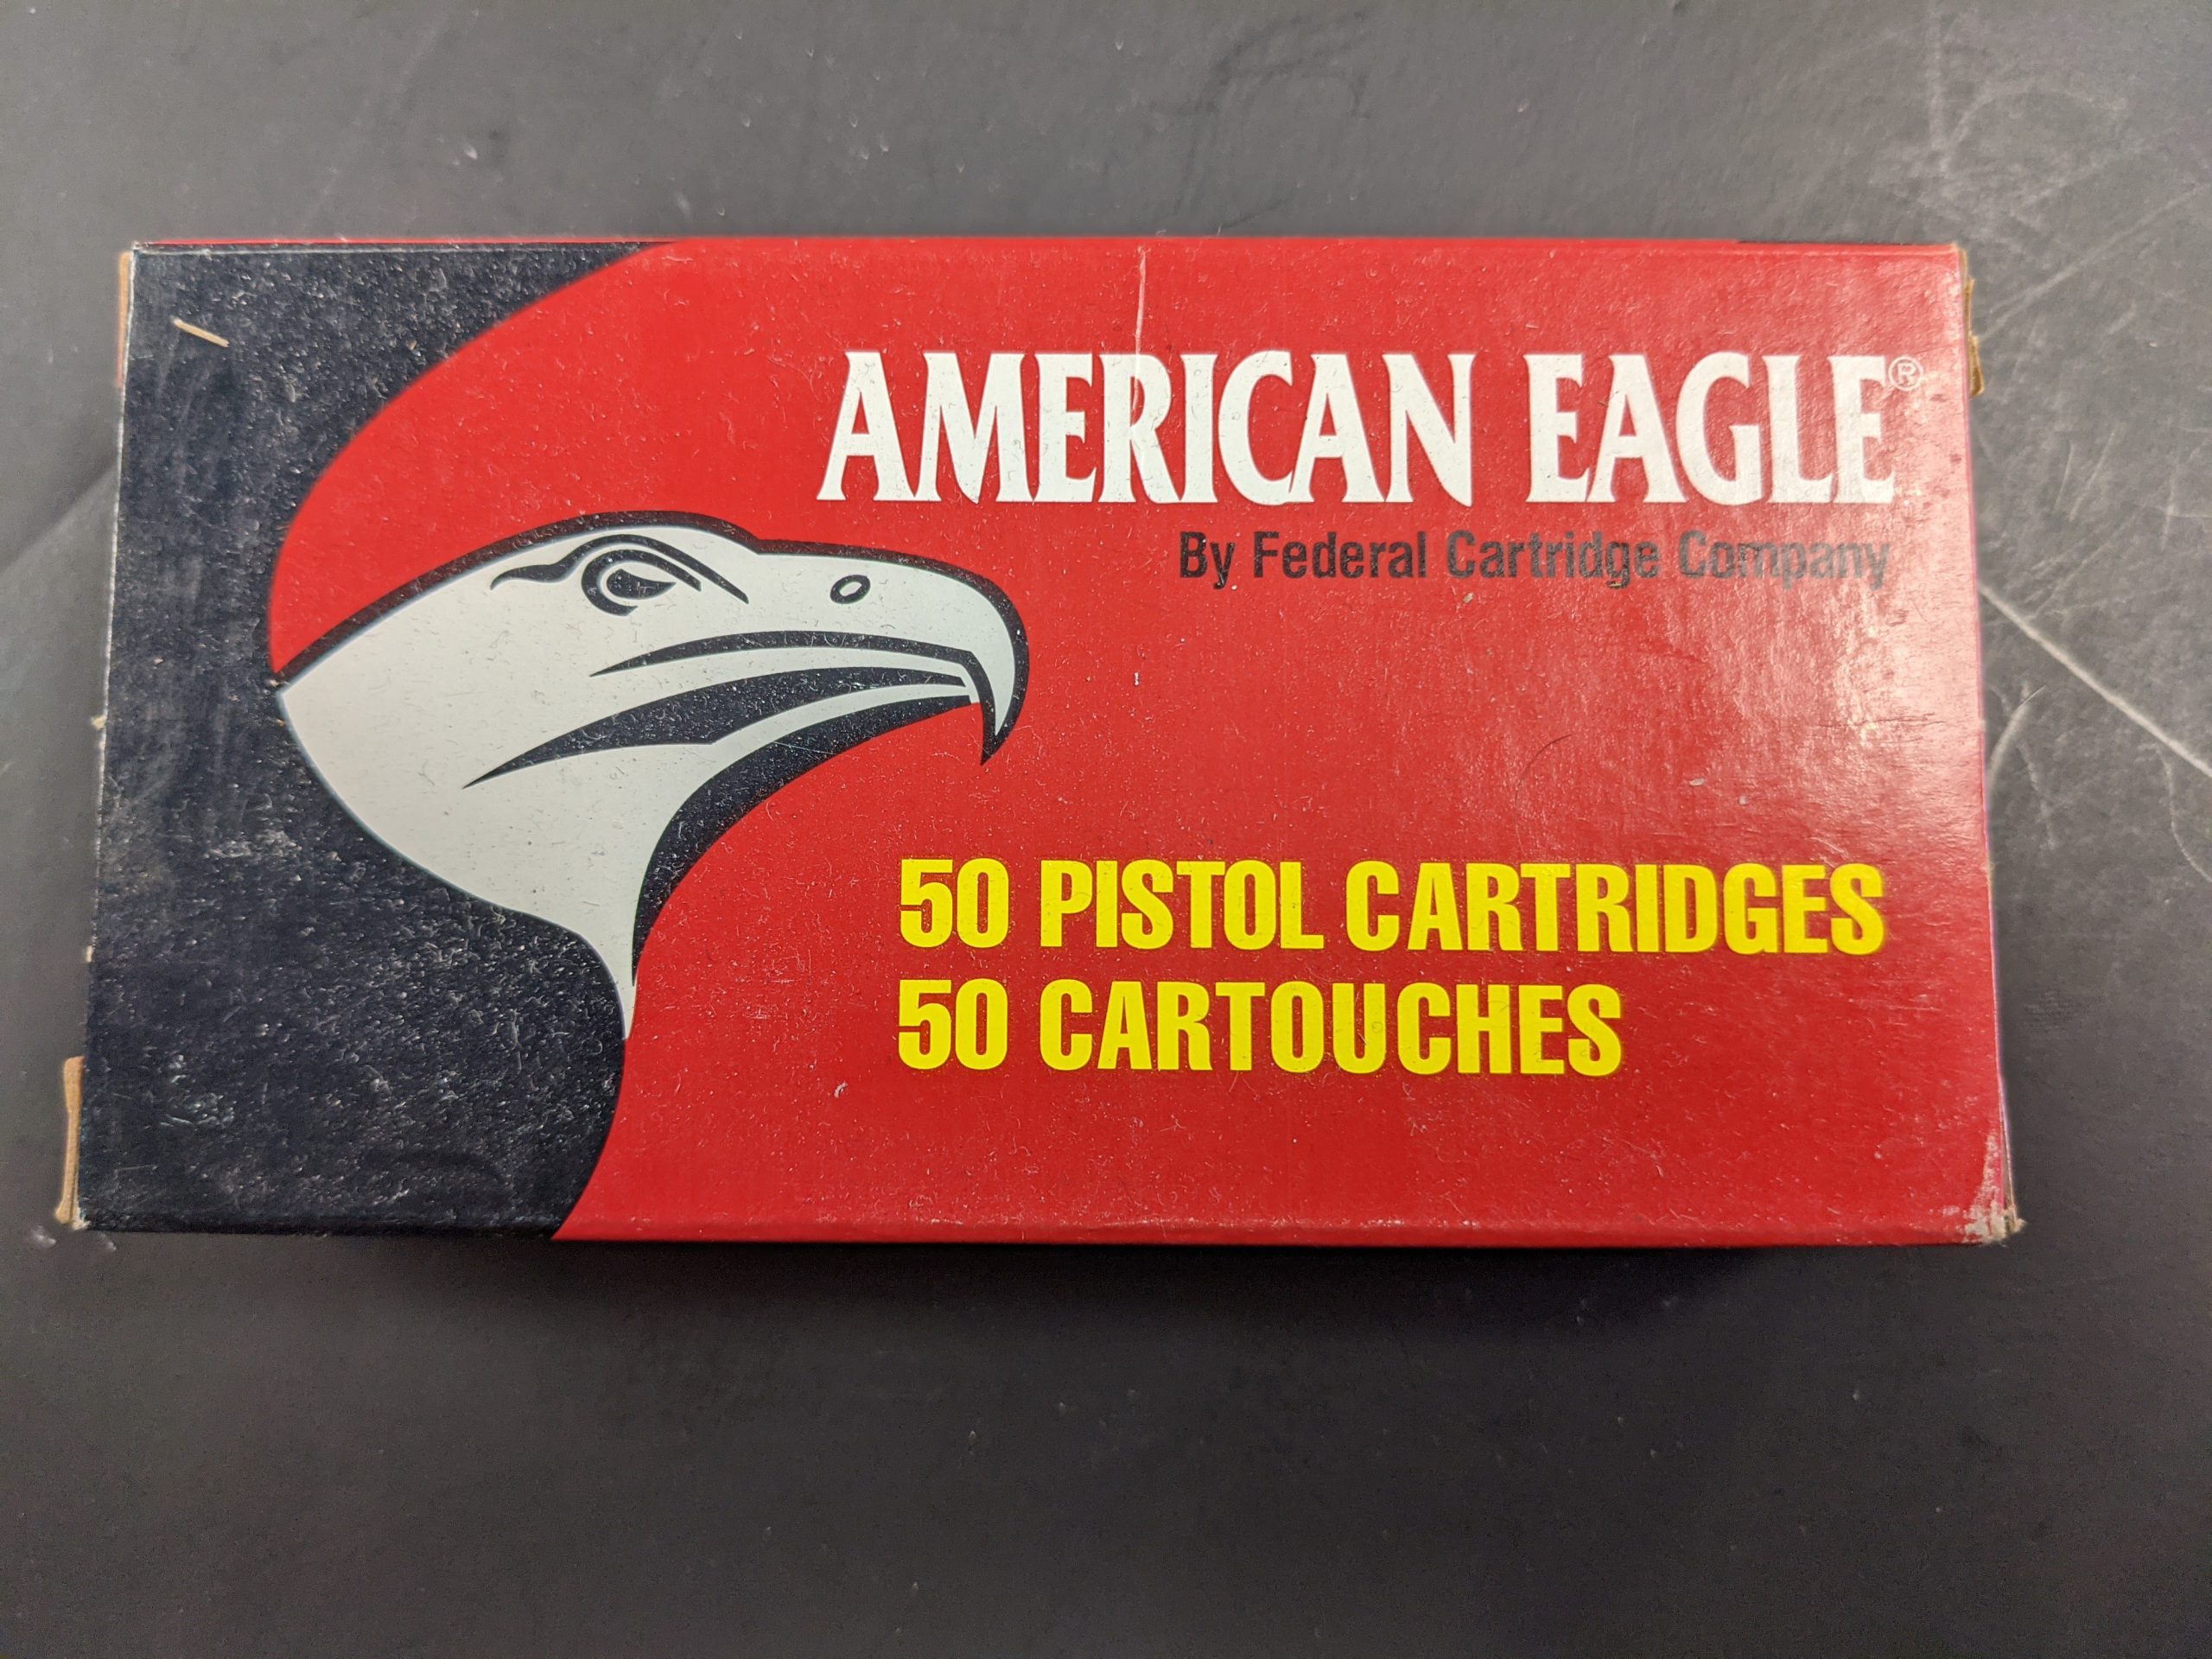 AMERICAN EAGLE®
By Federal Cartridge Company
50 PISTOL CARTRIDGES
50 CARTOUCHES